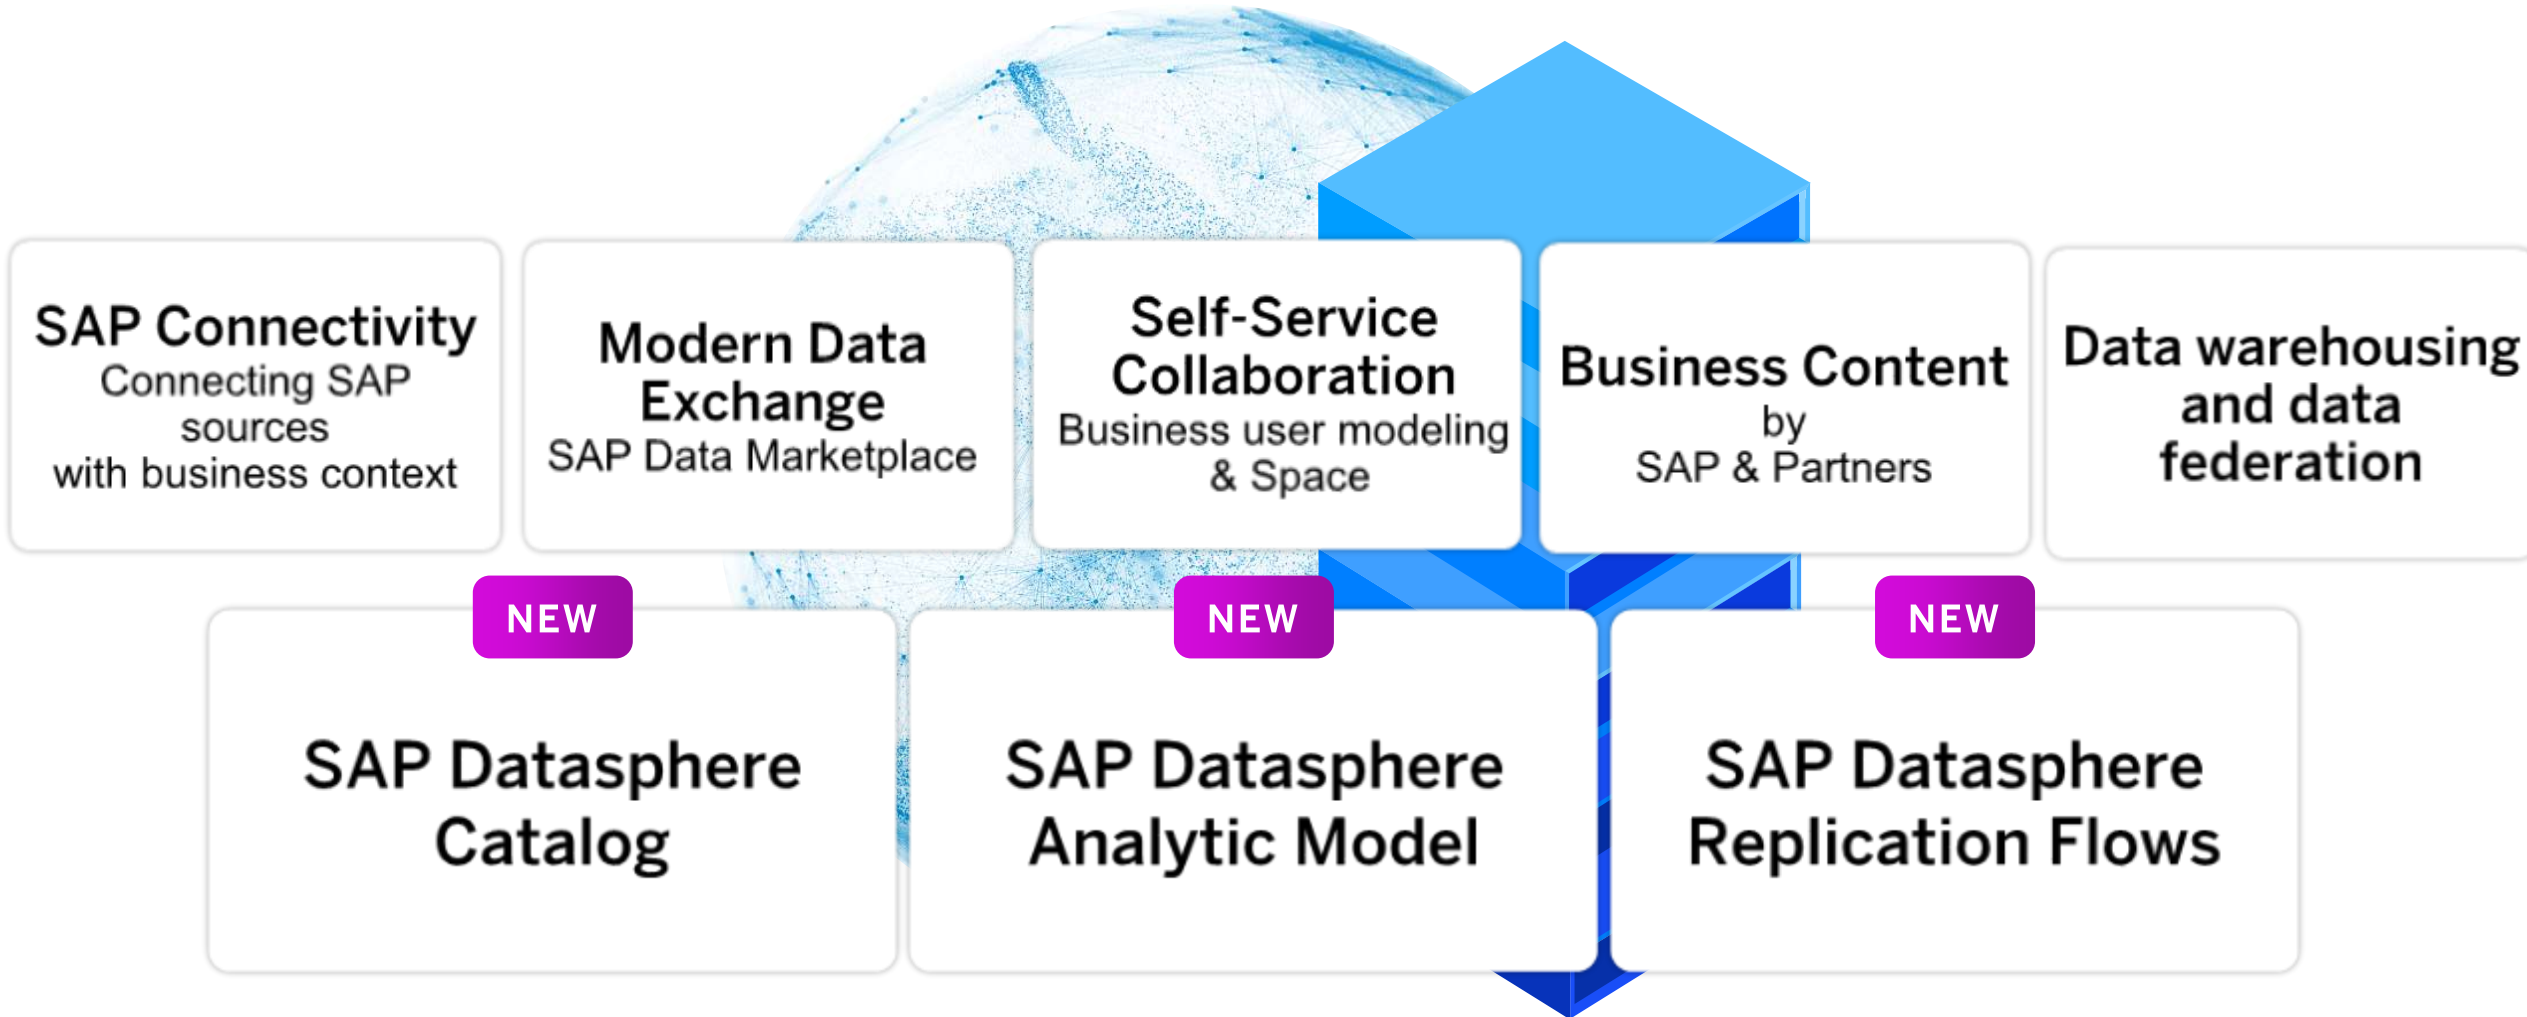 SAP Connectivity
Connecting SAP
sources
with business context
Modern Data
Exchange
SAP Data Marketplace
Self-Service
Collaboration
Business user modeling
& Space
Business Content
by
SAP & Partners
Data warehousing
and data
federation
NEW
SAP Datasphere
Catalog
NEW
SAP Datasphere
Analytic Model
NEW
SAP Datasphere
Replication Flows